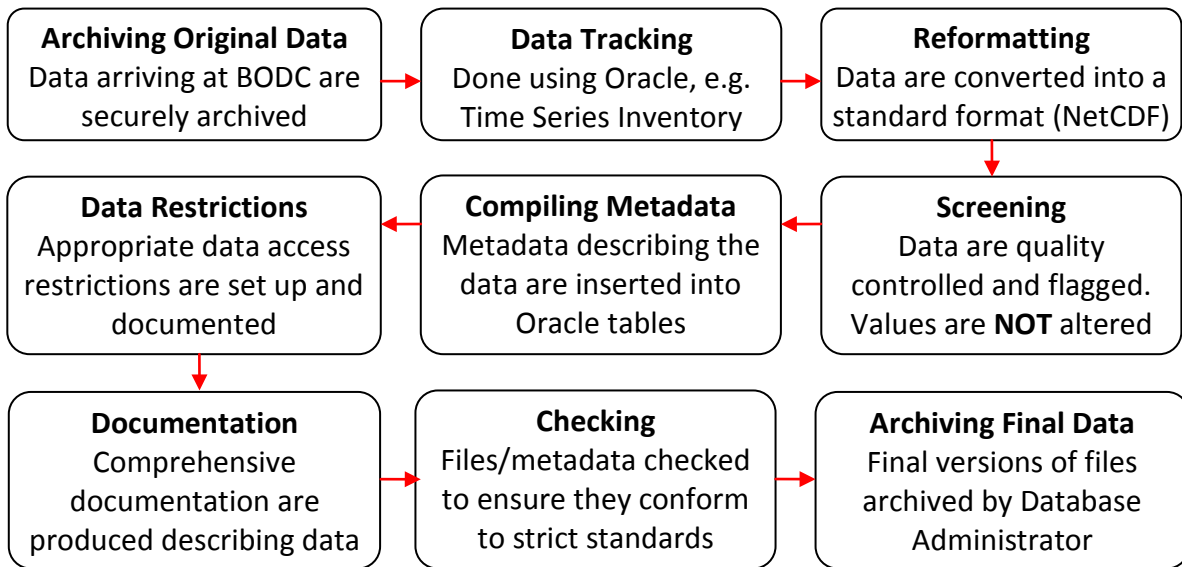 Archiving Original Data
Data arriving at BODC are
securely archived
Data Tracking
Done using Oracle, e.g.
Time Series Inventory
Reformatting
Data are converted into a
standard format (NetCDF)
Screening
Data are quality
controlled and flagged.
Values are NOT altered
Compiling Metadata
Metadata describing the
data are inserted into
Oracle tables
Data Restrictions
Appropriate data access
restrictions are set up and
documented
Documentation
Comprehensive
documentation are
produced describing data
Checking
Files/metadata checked
to ensure they conform
to strict standards
Archiving Final Data
Final versions of files
archived by Database
Administrator